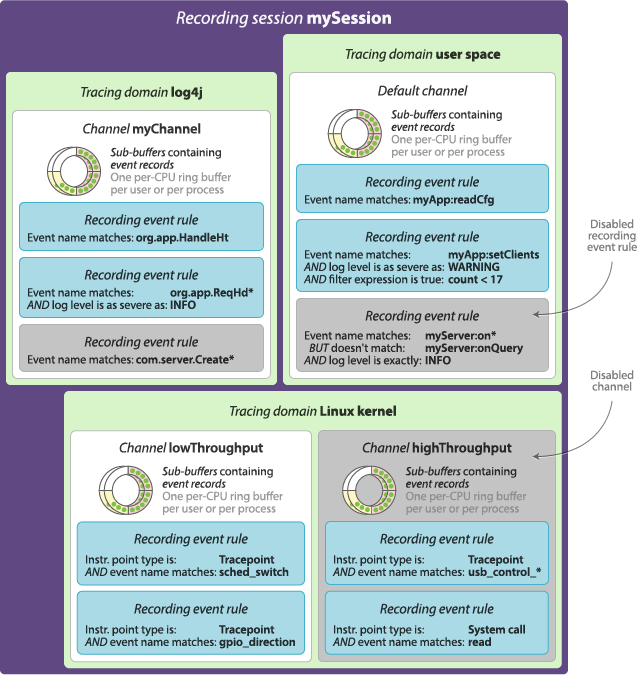 Recording session mySession
Tracing domain log4j
Channel myChannel
Sub-buffers containing
event records
One per-CPU ring buffer
per user or per process
Recording event rule
Event name matches: org.app.HandleHt
Recording event rule
Event name matches: org.app.ReqHd*
AND log level is as severe as: INFO
Recording event rule
Event name matches: com.server.Create*
Tracing domain user space
Default channel
Sub-buffers containing
event records
One per-CPU ring buffer
per user or per process
Recording event rule
Event name matches: myApp:readCfg
Recording event rule
Event name matches: myApp:setClients
AND log level is as severe as: WARNING
AND filter expression is true: count < 17
Recording event rule
Event name matches: myServer:on*
BUT doesn't match: myServer:onQuery
AND log level is exactly: INFO
Disabled
recording
event rule
Disabled
channel
Tracing domain Linux kernel
Channel lowThroughput
Sub-buffers containing
event records
One per-CPU ring buffer
per user or per process
Recording event rule
Instr. point type is: Tracepoint
AND event name matches: sched_switch
Recording event rule
Instr. point type is: Tracepoint
AND event name matches: gpio_direction
Channel highThroughput
Sub-buffers containing
event records
One per-CPU ring buffer
per user or per process
Recording event rule
Instr. point type is: Tracepoint
AND event name matches: usb_control_*
Recording event rule
Instr. point type is: System call
AND event name matches: read